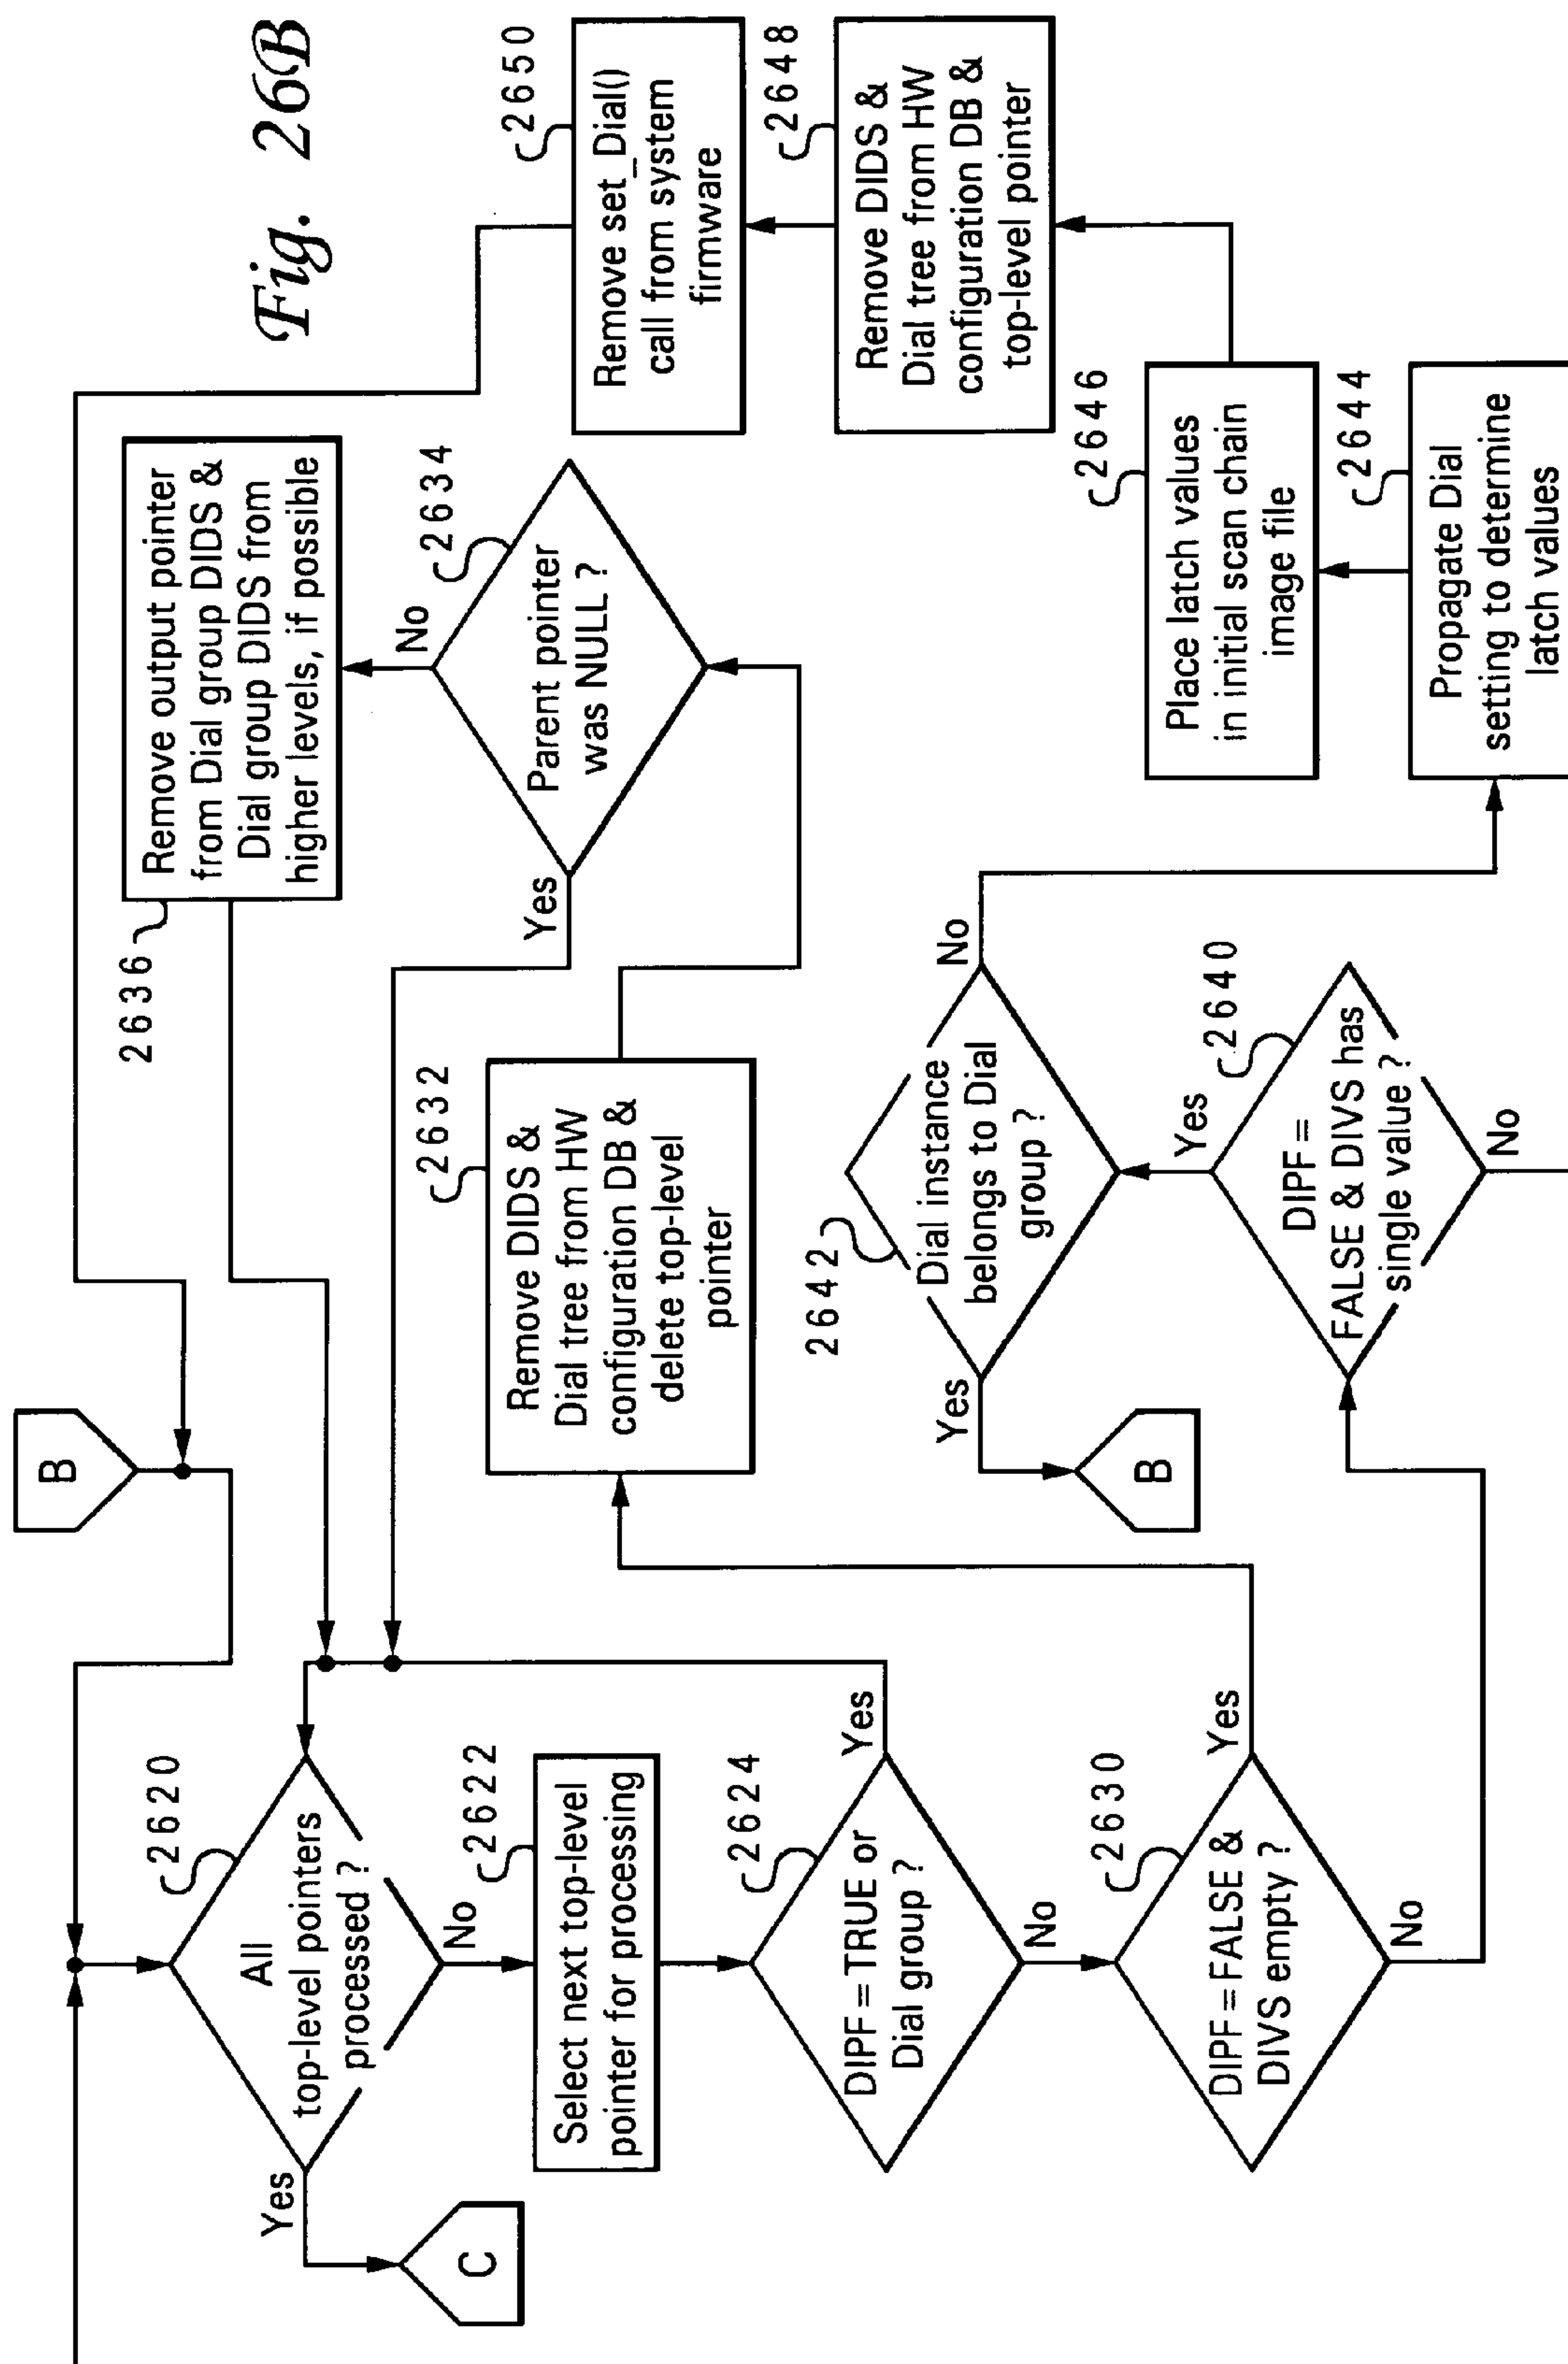 Fig. 26B
B
All
top-level pointers
processed ?
2620
Yes
C
No
Select next top-level
pointer for processing
2622
DIPF = TRUE or
Dial group ?
2624
Yes
No
DIPF=FALSE &
DIVS empty ?
2630
Yes
No
Remove DIDS &
Dial tree from HW
configuration DB &
delete top-level
pointer
2632
Parent pointer
was NULL ?
2634
Yes
No
Remove output pointer
from Dial group DIDS &
Dial group DIDS from
higher levels, if possible
2636
DIPF =
FALSE & DIVS has
single value ?
2640
Yes
No
Dial instance
belongs to Dial
group ?
2642
Yes
B
No
Propagate Dial
setting to determine
latch values
2644
Place latch values
in initial scan chain
image file
2646
Remove DIDS &
Dial tree from HW
configuration DB &
top-level pointer
2648
Remove set_Dial()
call from system
firmware
2650